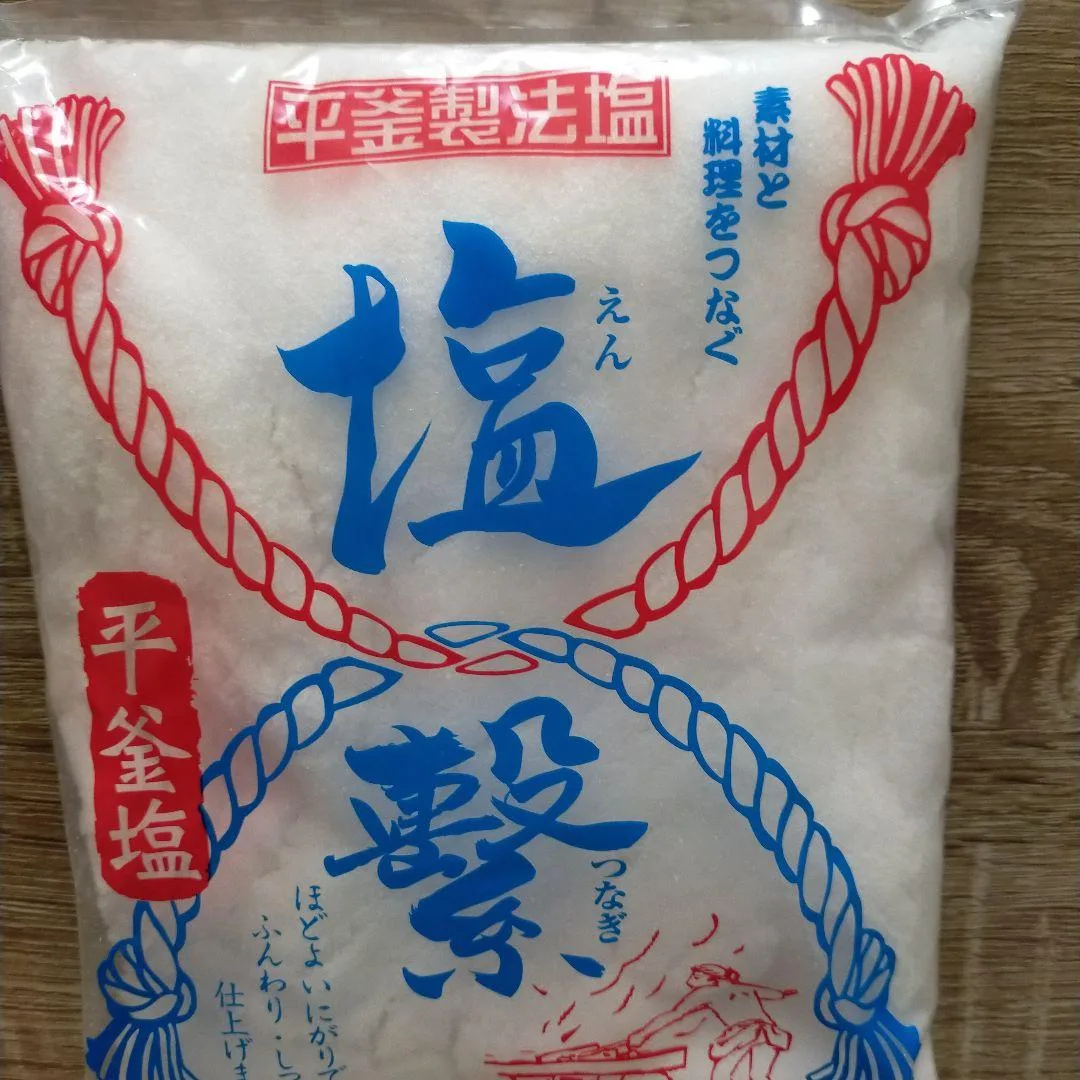 平釜製法塩
素材と
料理をつなぐ
塩
えん
繋
つなぎ
平釜塩
ほどよいにがりで
ふんわり・しっ
仕上げま